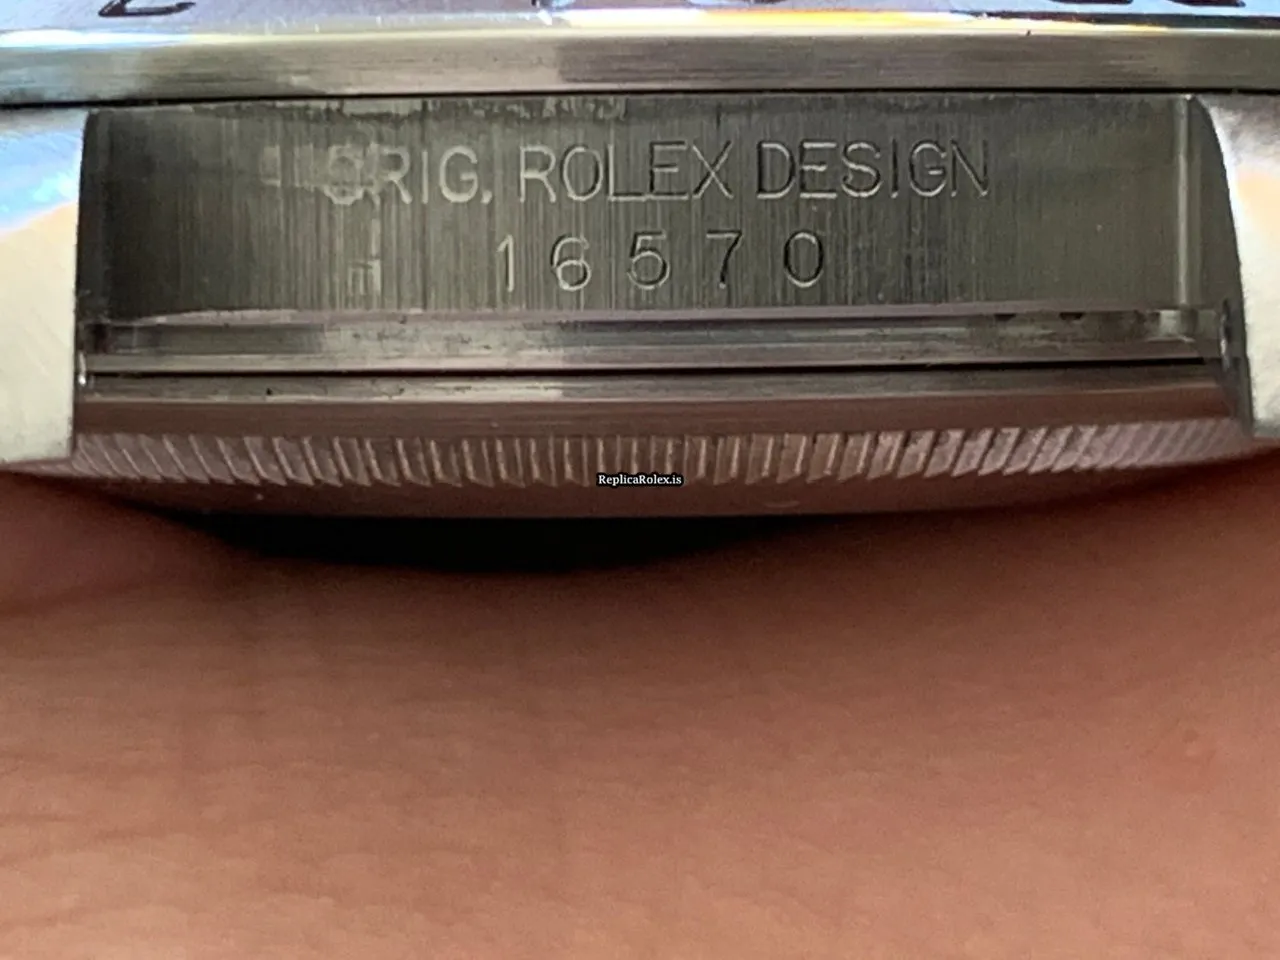 ORIG. ROLEX DESIGN
16570
ReplicaRolex.is